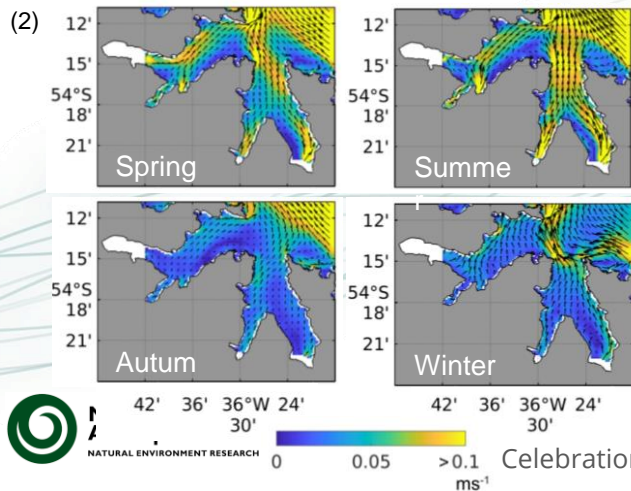 (2)
12'
15'
54°S
18'
21'
Spring
12'
15'
54°S
18'
21'
Summe
12'
15'
54°S
18'
21'
Autum
12'
15'
54°S
18'
21'
Winter
42' 36' 36°W 24'
30'
42' 36' 36°W 24'
30'
NATURAL ENVIRONMENT RESEARCH
0 0.05 >0.1
ms⁻¹
Celebration